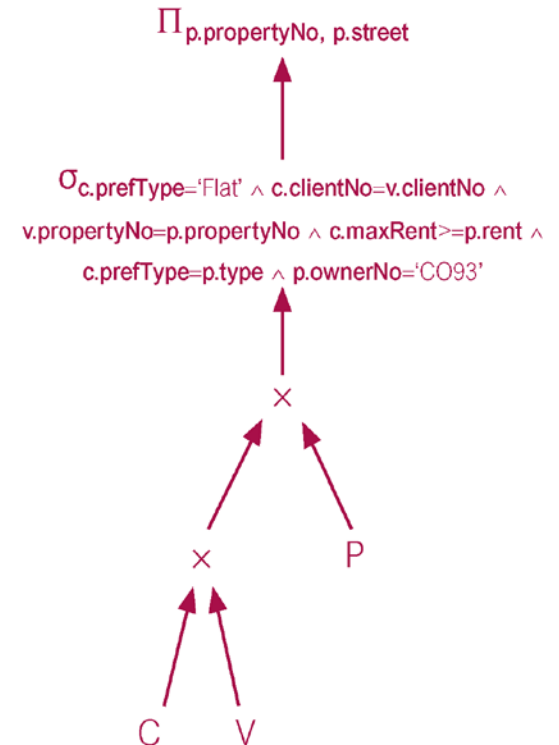 Πp.propertyNo, p.street
σc.prefType=‘Flat’ ∧ c.clientNo=v.clientNo ∧
v.propertyNo=p.propertyNo ∧ c.maxRent>=p.rent ∧
c.prefType=p.type ∧ p.ownerNo=‘CO93’
×
×
P
C
V